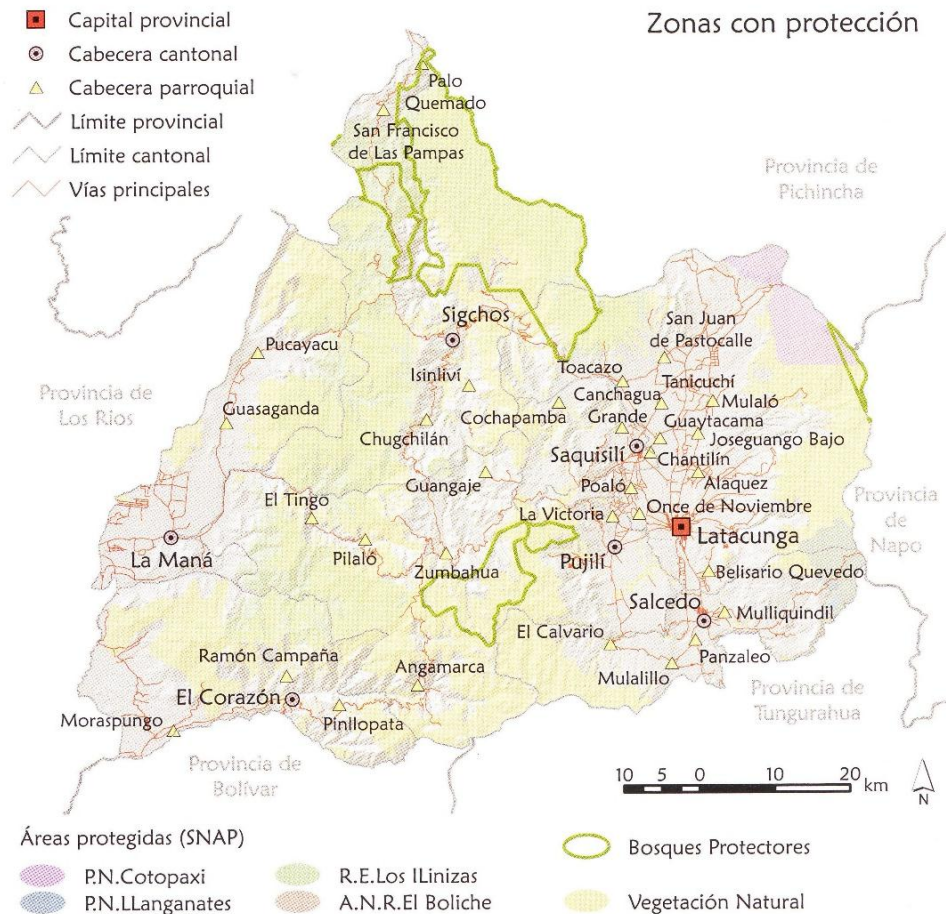 Capital provincial
Cabecera cantonal
Cabecera parroquial
Límite provincial
Límite cantonal
Vías principales
Zonas con protección
Palo
Quemado
San Francisco
de Las Pampas
Provincia de
Pichincha
Sigchos
San Juan
de Pastocalle
Pucayacu
Isinliví
Toacazo
Tanicuchí
Provincia de
Los Rios
Canchagua
Grande
Mulaló
Guasaganda
Cochapamba
Guaytacama
Chugchilán
Joseguango Bajo
Saquisilí
Chantilín
Guangaje
Poaló
Alaquez
El Tingo
La Victoria
Once de Noviembre
Provincia
de
Napo
La Maná
Pilaló
Zumbahua
Pujilí
Latacunga
Belisario Quevedo
Salcedo
Mulliquindil
El Calvario
Panzaleo
Ramón Campaña
Angamarca
Mulalillo
El Corazón
Pinllopata
Provincia de
Tungurahua
Moraspungo
Provincia de
Bolívar
10 5 0 10 20 km
N
Áreas protegidas (SNAP)
P.N.Cotopaxi
P.N.LLanganates
R.E.Los ILinizas
A.N.R.El Boliche
Bosques Protectores
Vegetación Natural